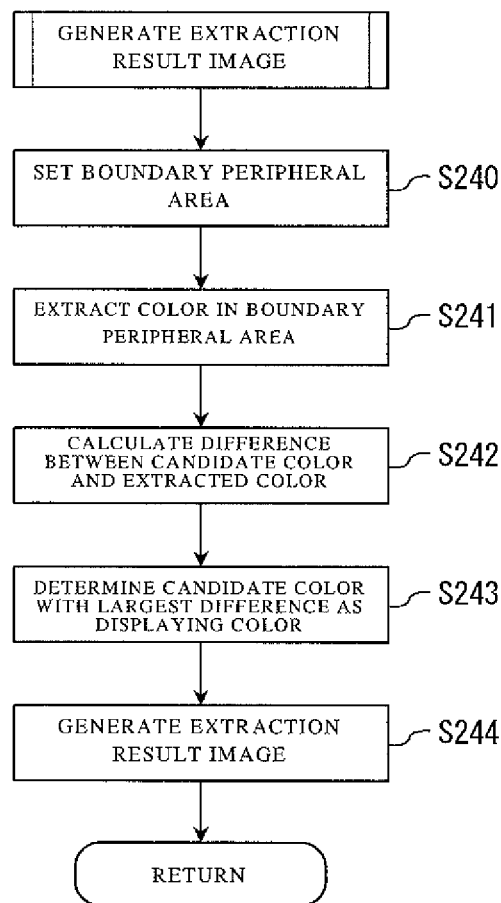 GENERATE EXTRACTION
RESULT IMAGE
SET BOUNDARY PERIPHERAL
AREA
S240
EXTRACT COLOR IN BOUNDARY
PERIPHERAL AREA
S241
CALCULATE DIFFERENCE
BETWEEN CANDIDATE COLOR
AND EXTRACTED COLOR
S242
DETERMINE CANDIDATE COLOR
WITH LARGEST DIFFERENCE AS
DISPLAYING COLOR
S243
GENERATE EXTRACTION
RESULT IMAGE
S244
RETURN